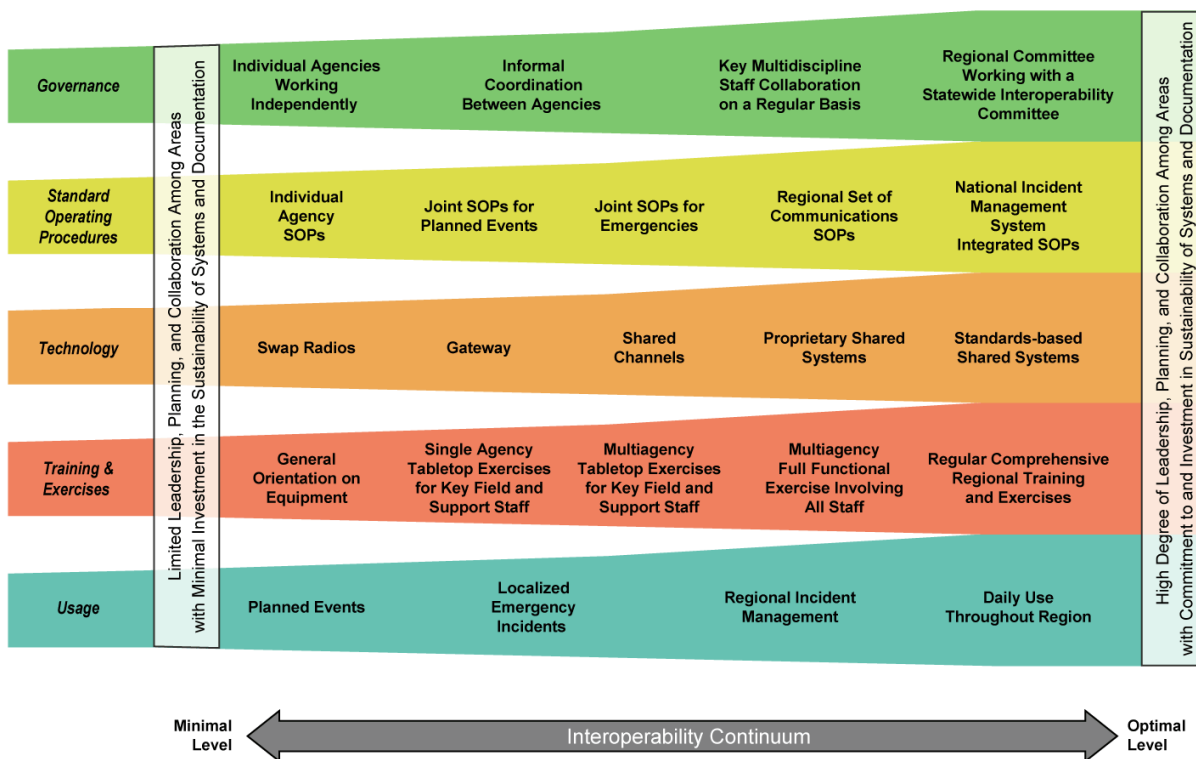 Governance
Limited Leadership, Planning, and Collaboration Among Areas
with Minimal Investment in the Sustainability of Systems and Documentation
Individual Agencies
Working
Independently
Informal
Coordination
Between Agencies
Key Multidiscipline
Staff Collaboration
on a Regular Basis
Regional Committee
Working with a
Statewide Interoperability
Committee
High Degree of Leadership, Planning, and Collaboration Among Areas
with Commitment to and Investment in Sustainability of Systems and Documentation
Standard
Operating
Procedures
Individual
Agency
SOPs
Joint SOPs for
Planned Events
Joint SOPs for
Emergencies
Regional Set of
Communications
SOPs
National Incident
Management
System
Integrated SOPs
Technology
Swap Radios
Gateway
Shared
Channels
Proprietary Shared
Systems
Standards-based
Shared Systems
Training &
Exercises
General
Orientation on
Equipment
Single Agency
Tabletop Exercises
for Key Field and
Support Staff
Multiagency
Tabletop Exercises
for Key Field and
Support Staff
Multiagency
Full Functional
Exercise Involving
All Staff
Regular Comprehensive
Regional Training
and Exercises
Usage
Planned Events
Localized
Emergency
Incidents
Regional Incident
Management
Daily Use
Throughout Region
Minimal
Level
Interoperability Continuum
Optimal
Level